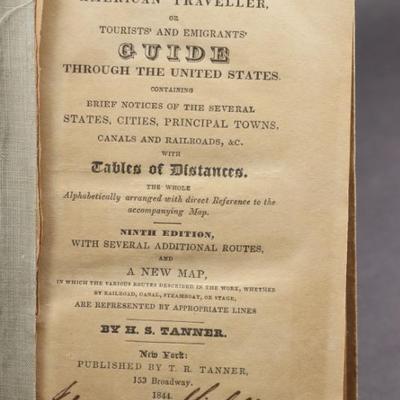 AMERICAN TRAVELLER,
OR
TOURISTS' AND EMIGRANTS'
GUIDE
THROUGH THE UNITED STATES.
CONTAINING
BRIEF NOTICES OF THE SEVERAL
STATES, CITIES, PRINCIPAL TOWNS,
CANALS AND RAILROADS, &C.
WITH
Tables of Distances.
THE WHOLE
Alphabetically arranged with direct Reference to the
accompanying Map.
NINTH EDITION,
WITH SEVERAL ADDITIONAL ROUTES,
AND
A NEW MAP,
IN WHICH THE VARIOUS ROUTES DESCRIBED IN THE WORK, WHETHER
BY RAILROAD, CANAL, STEAMBOAT, OR STAGE,
ARE REPRESENTED BY APPROPRIATE LINES
BY H. S. TANNER.
New York:
PUBLISHED BY T. R. TANNER,
153 Broadway.
1844.